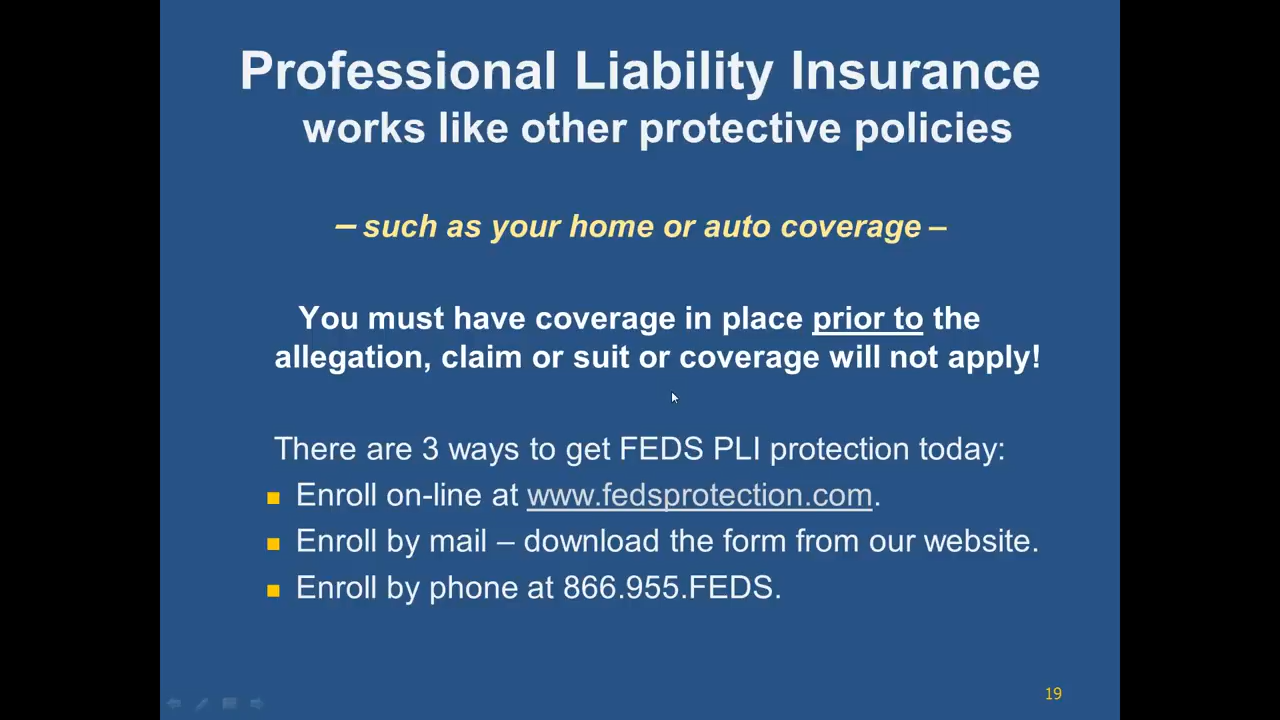 Professional Liability Insurance
works like other protective policies
– such as your home or auto coverage –
You must have coverage in place prior to the
allegation, claim or suit or coverage will not apply!
There are 3 ways to get FEDS PLI protection today:
Enroll on-line at www.fedsprotection.com.
Enroll by mail – download the form from our website.
Enroll by phone at 866.955.FEDS.
19